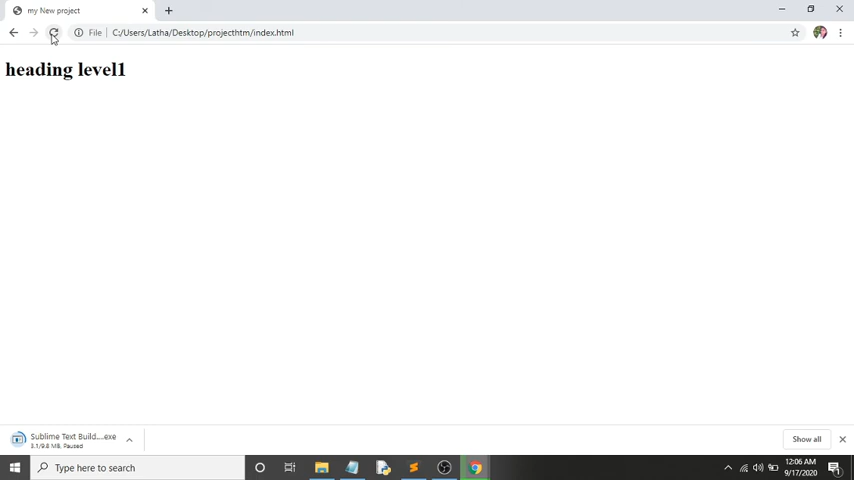 my New project
File
C:/Users/Latha/Desktop/projecthtm/index.html
heading level1
Sublime Text Build....exe
3.1/9.8 MB, Paused
Show all
Type here to search
12:06 AM
9/17/2020
1